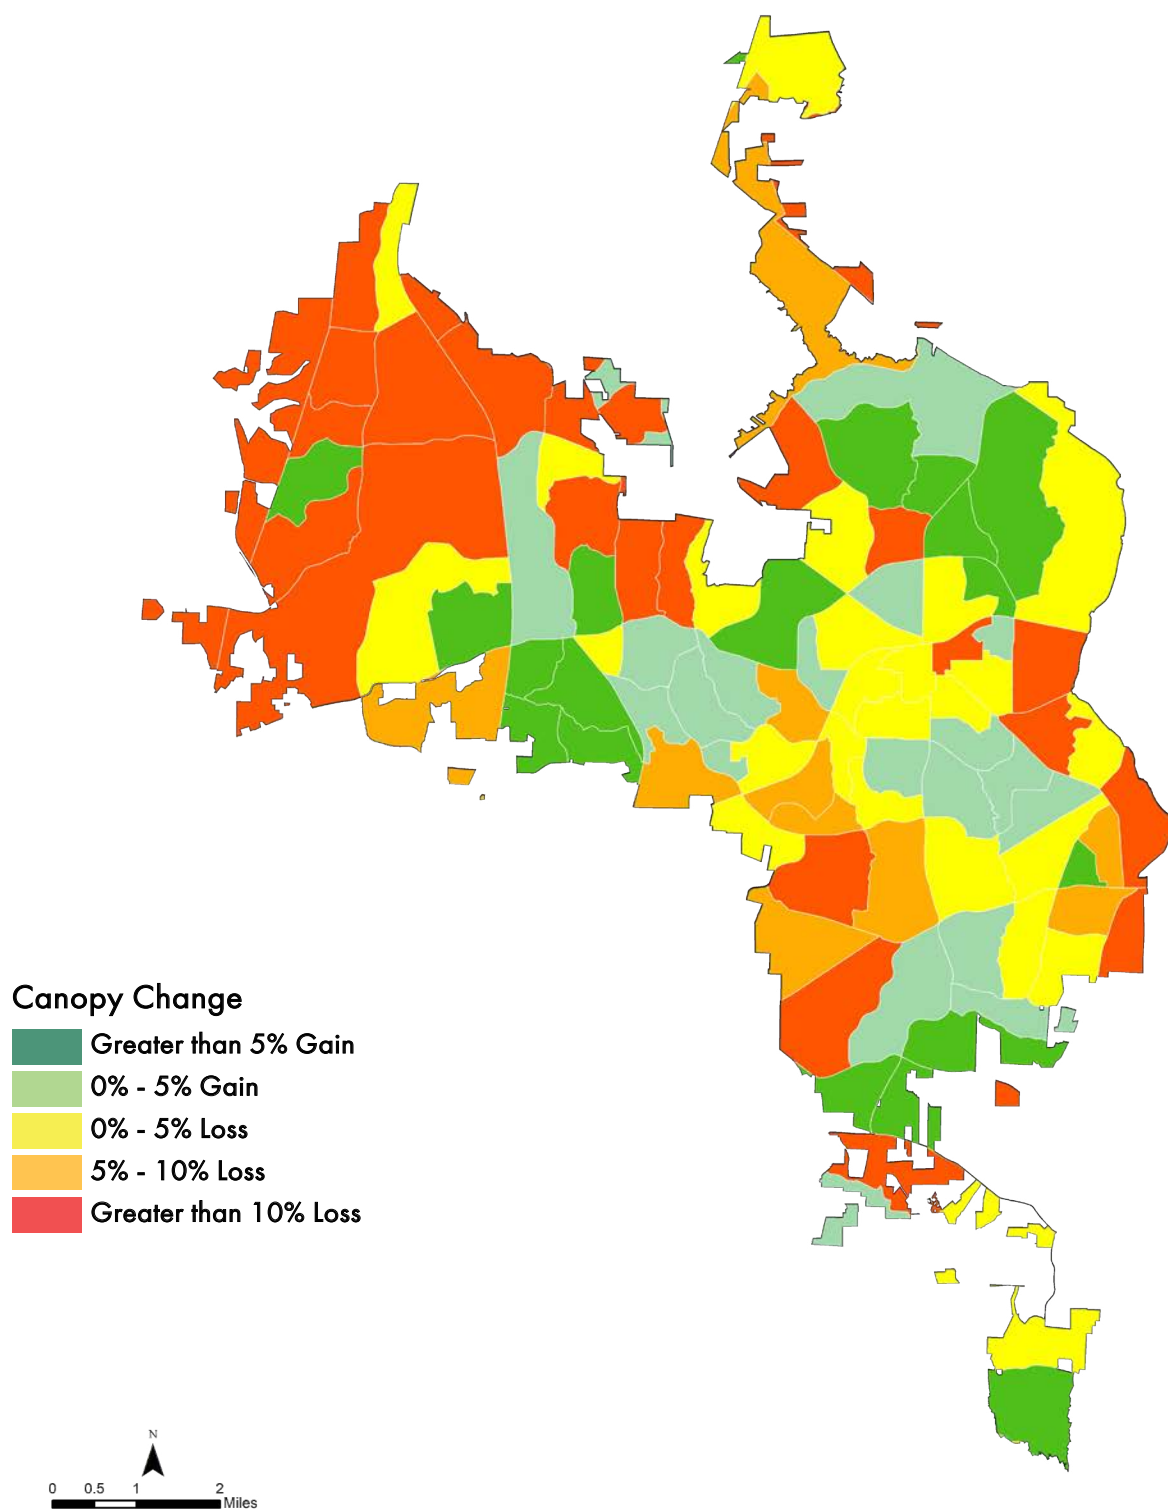 Canopy Change
Greater than 5% Gain
0% - 5% Gain
0% - 5% Loss
5% - 10% Loss
Greater than 10% Loss
N
0 0.5 1 2
Miles